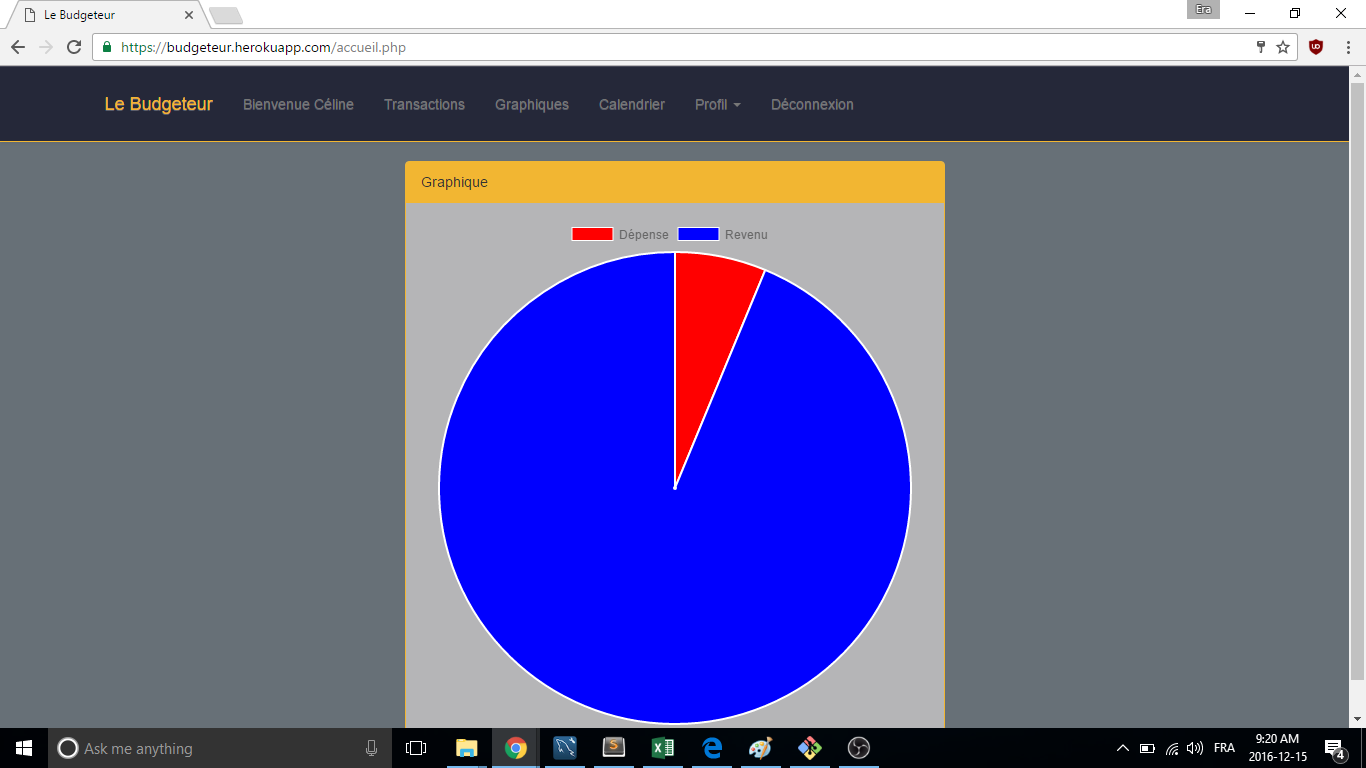 Le Budgeteur
Era
https://budgeteur.herokuapp.com/accueil.php
Le Budgeteur Bienvenue Céline Transactions Graphiques Calendrier Profil Déconnexion
Graphique
Dépense Revenu
Ask me anything
FRA
9:20 AM
2016-12-15
4